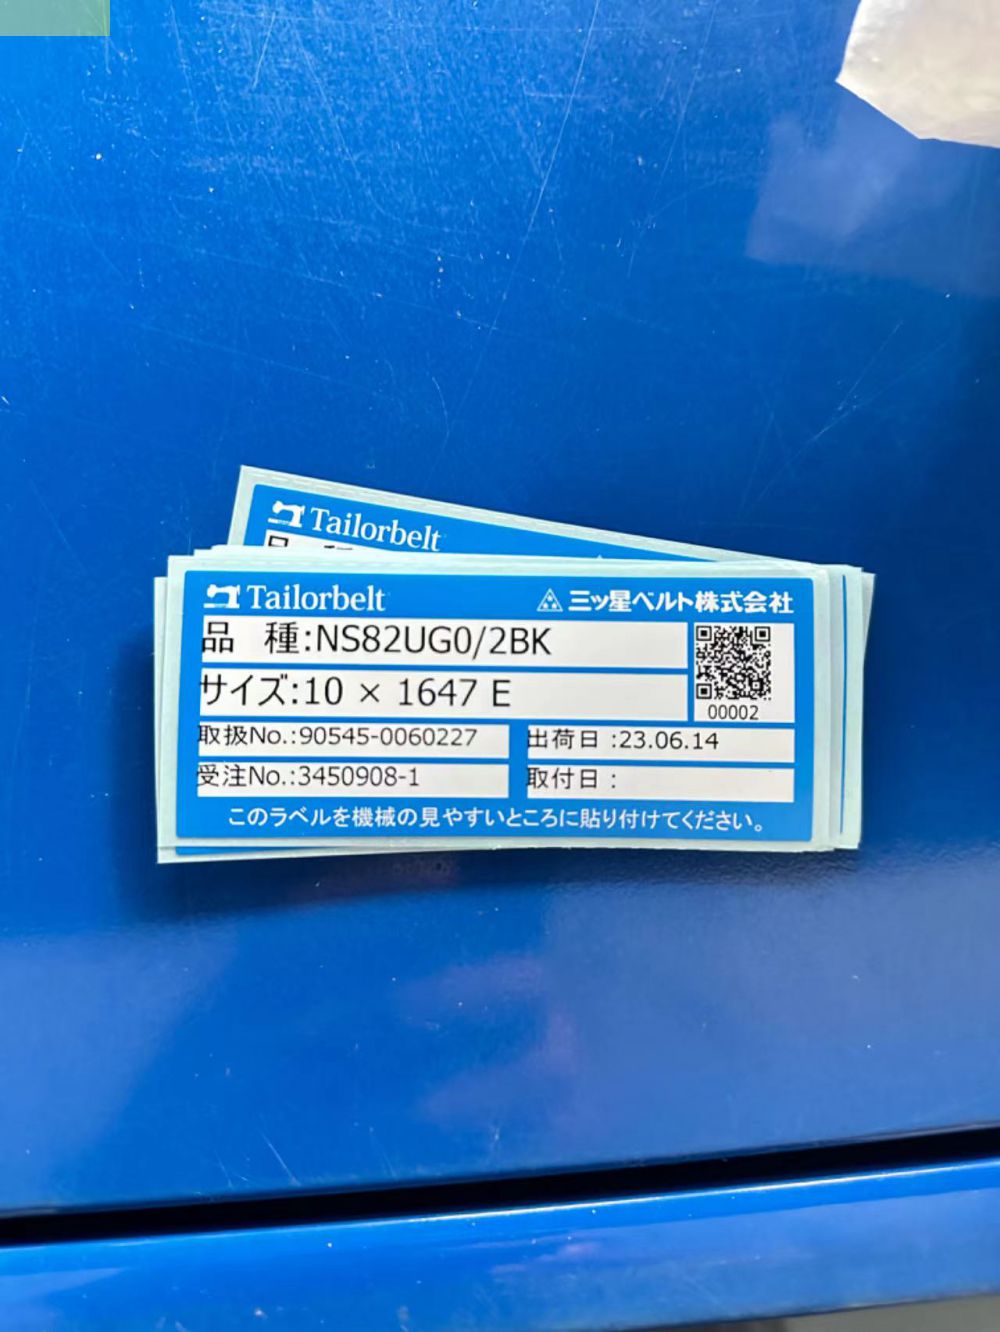 Tailorbelt
Tailorbelt 三ッ星ベルト株式会社
品 種:NS82UG0/2BK
サイズ:10 × 1647 E
00002
取扱No.:90545-0060227 出荷日:23.06.14
受注No.:3450908-1 取付日:
このラベルを機械の見やすいところに貼り付けてください。